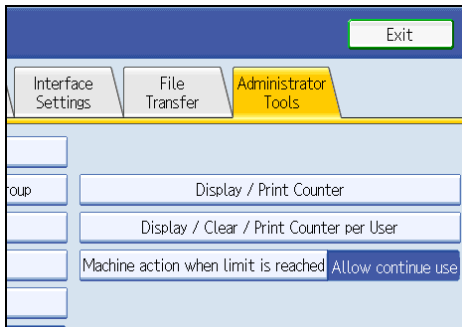 Exit
Interface
Settings
File
Transfer
Administrator
Tools
roup
Display / Print Counter
Display / Clear / Print Counter per User
Machine action when limit is reached Allow continue use